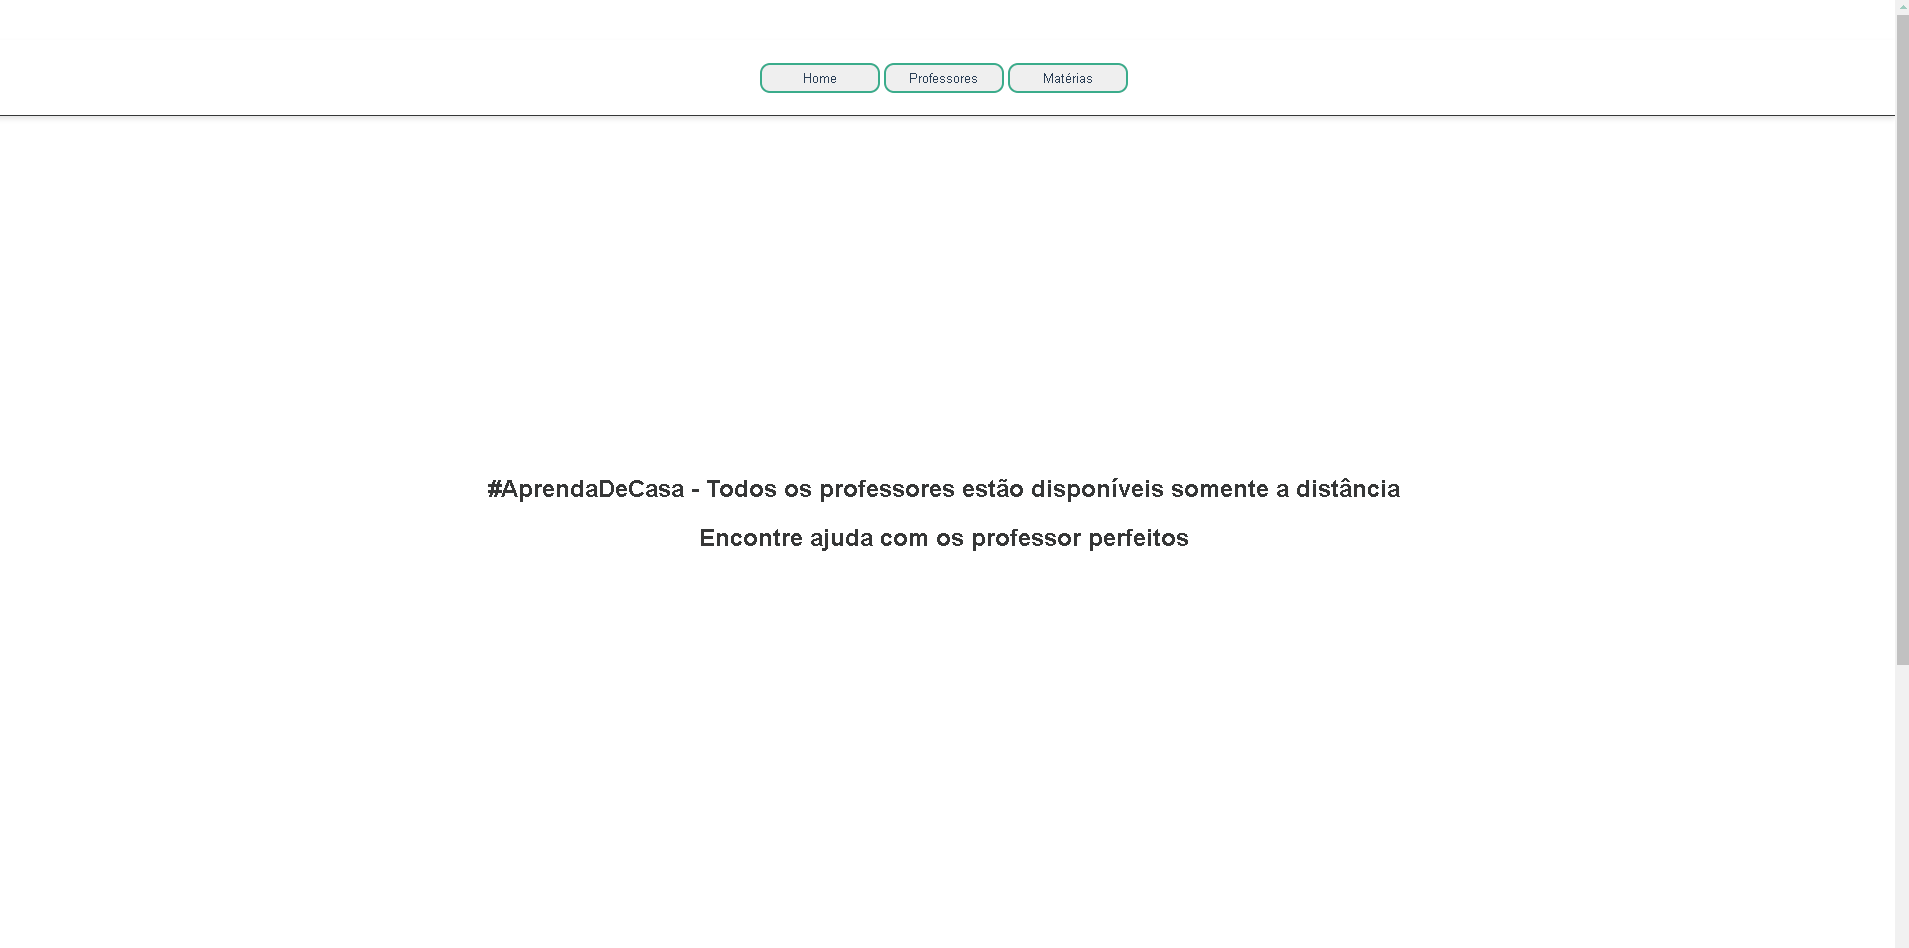 Home Professores Matérias
#AprendaDeCasa - Todos os professores estão disponíveis somente a distância
Encontre ajuda com os professor perfeitos